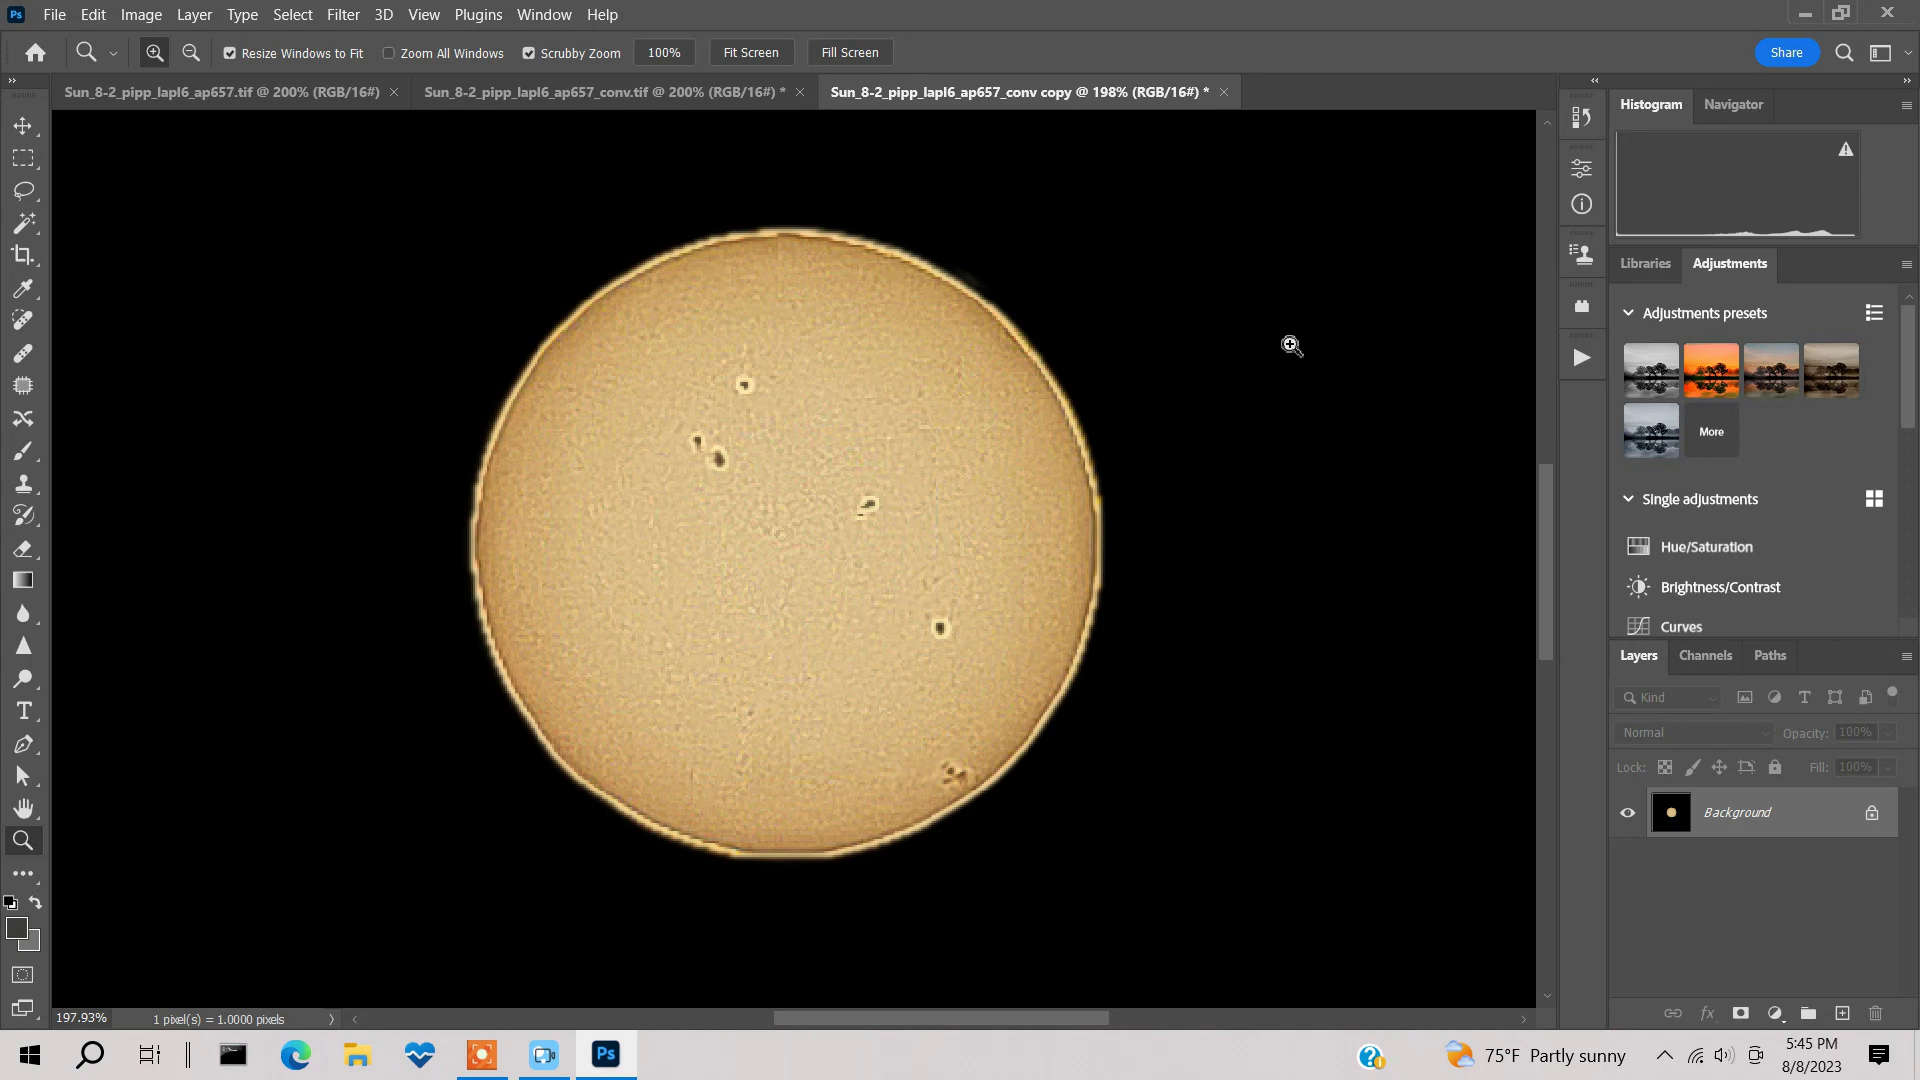 Ps File Edit Image Layer Type Select Filter 3D View Plugins Window Help
Resize Windows to Fit Zoom All Windows Scrubby Zoom 100% Fit Screen Fill Screen Share
Sun_8-2_pipp_lapl6_ap657.tif @ 200% (RGB/16#) Sun_8-2_pipp_lapl6_ap657_conv.tif @ 200% (RGB/16#) * Sun_8-2_pipp_lapl6_ap657_conv copy @ 198% (RGB/16#) *
Histogram Navigator
Libraries Adjustments
Adjustments presets
More
Single adjustments
Hue/Saturation
Brightness/Contrast
Curves
Layers Channels Paths
Kind
Normal Opacity: 100%
Lock: Fill: 100%
Background
197.93% 1 pixel(s) = 1.0000 pixels
fx
Ps
75°F Partly sunny
5:45 PM
8/8/2023